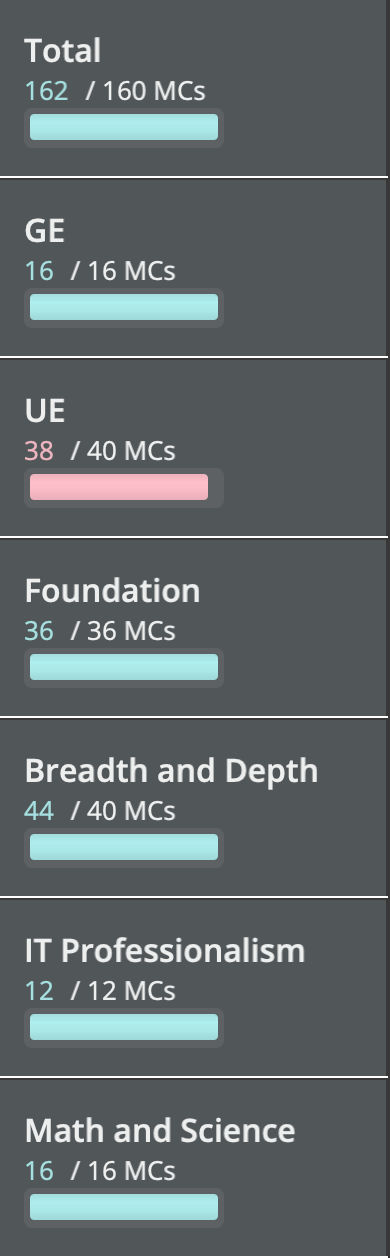 Total
162 / 160 MCs
GE
16 / 16 MCs
UE
38 / 40 MCs
Foundation
36 / 36 MCs
Breadth and Depth
44 / 40 MCs
IT Professionalism
12 / 12 MCs
Math and Science
16 / 16 MCs